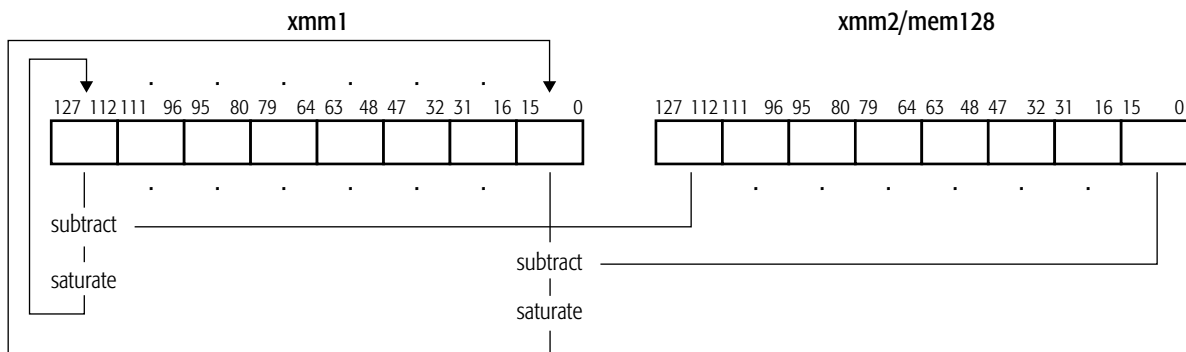 xmm1 xmm2/mem128
. . . . . .
127 112 111 96 95 80 79 64 63 48 47 32 31 16 15 0 127 112 111 96 95 80 79 64 63 48 47 32 31 16 15 0
. . . . . . . . . . . .
subtract
subtract
saturate
saturate